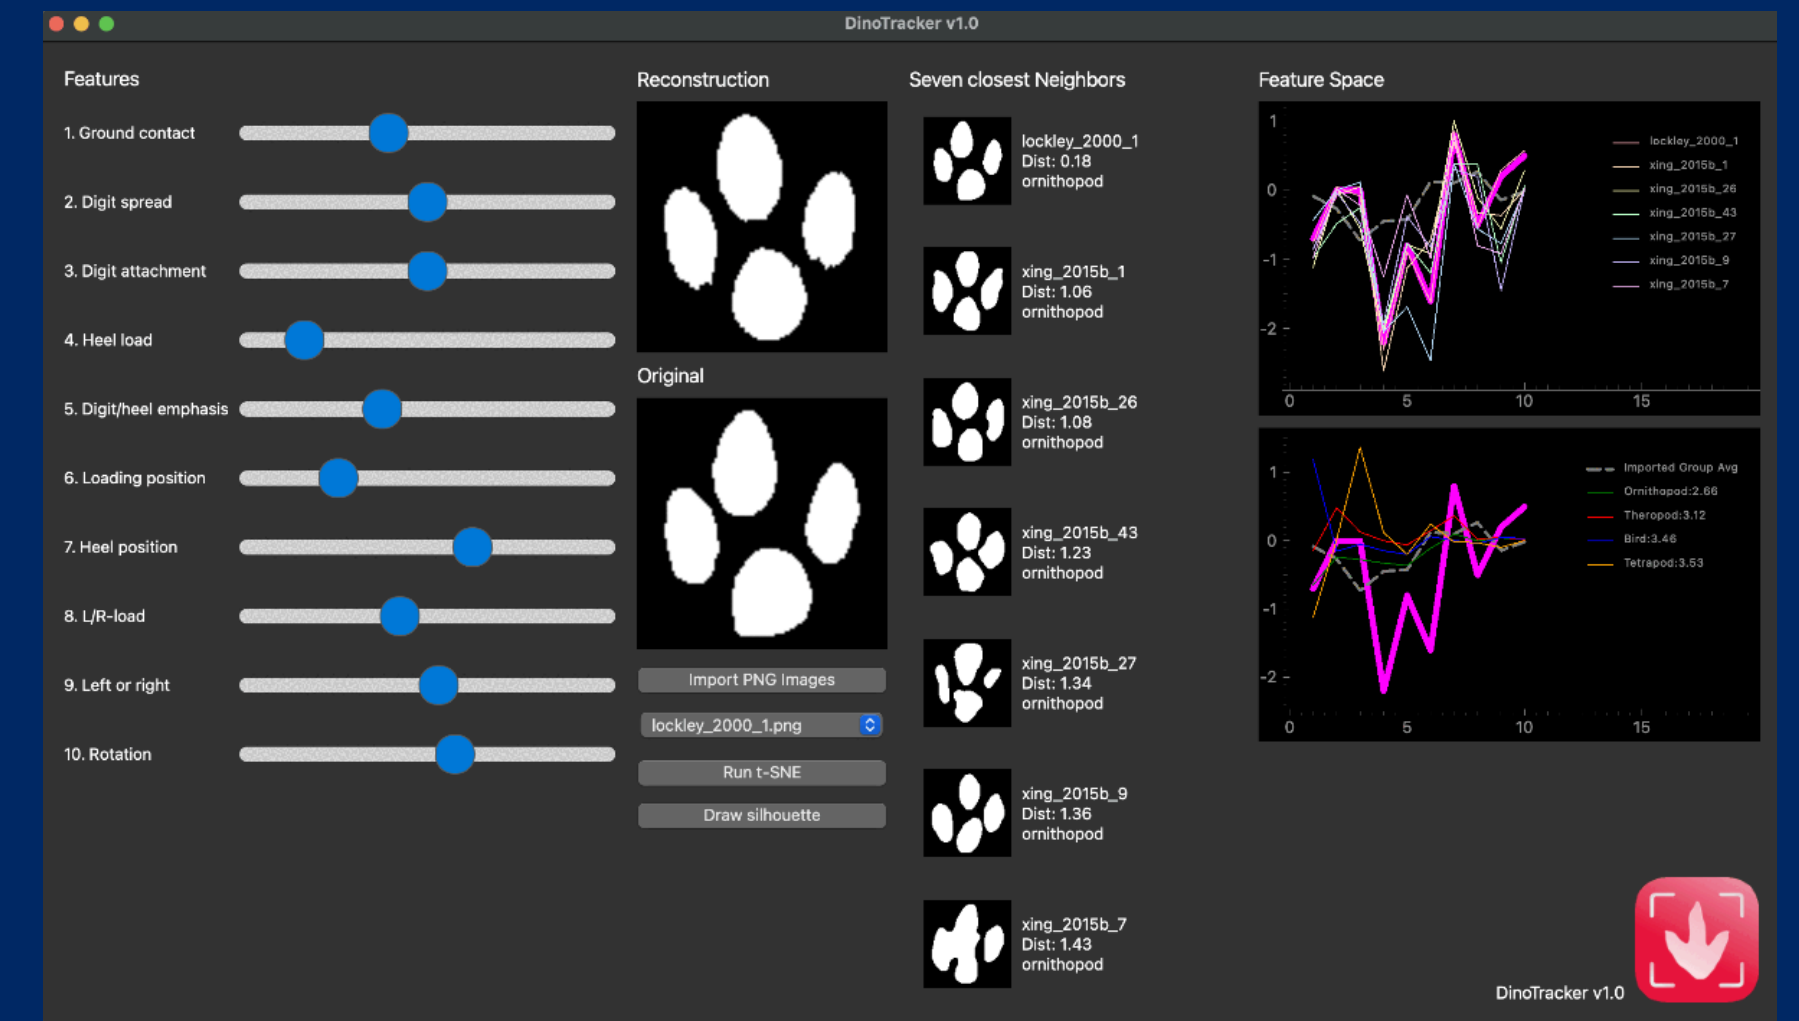 DinoTracker v1.0
Features
1. Ground contact
2. Digit spread
3. Digit attachment
4. Heel load
5. Digit/heel emphasis
6. Loading position
7. Heel position
8. L/R-load
9. Left or right
10. Rotation
Reconstruction
Original
Import PNG Images
lockley_2000_1.png
Run t-SNE
Draw silhouette
Seven closest Neighbors
lockley_2000_1
Dist: 0.18
ornithopod
xing_2015b_1
Dist: 1.06
ornithopod
xing_2015b_26
Dist: 1.08
ornithopod
xing_2015b_43
Dist: 1.23
ornithopod
xing_2015b_27
Dist: 1.34
ornithopod
xing_2015b_9
Dist: 1.36
ornithopod
xing_2015b_7
Dist: 1.43
ornithopod
Feature Space
1
0
-1
-2
0 5 10 15
lockley_2000_1
xing_2015b_1
xing_2015b_26
xing_2015b_43
xing_2015b_27
xing_2015b_9
xing_2015b_7
1
0
-1
-2
0 5 10 15
Imported Group Avg
Ornithopod:2.66
Theropod:3.12
Bird:3.46
Tetrapod:3.53
DinoTracker v1.0